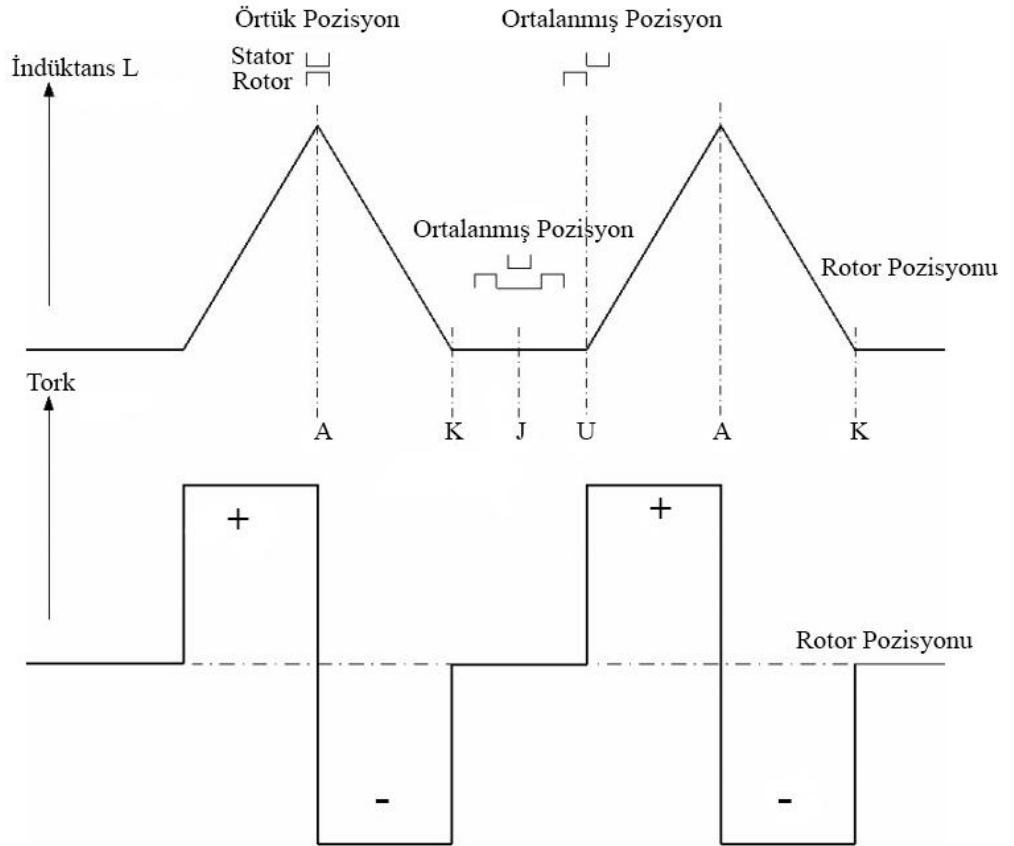 Örtük Pozisyon
Ortalanmış Pozisyon
Stator
Rotor
İndüktans L
Ortalanmış Pozisyon
Rotor Pozisyonu
Tork
A K J U A K
+ +
Rotor Pozisyonu
- -